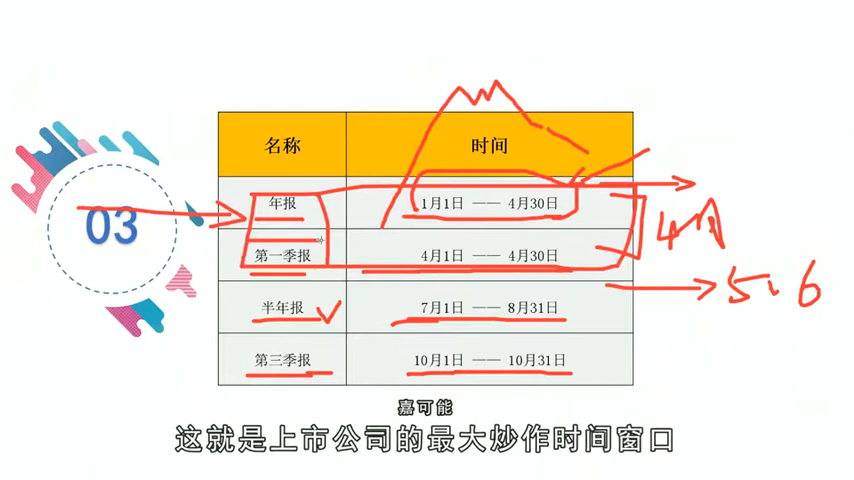 03
名称 时间
年报 1月1日 —— 4月30日
第一季报 4月1日 —— 4月30日
4月
半年报 7月1日 —— 8月31日
5、6
第三季报 10月1日 —— 10月31日
嘉可能
这就是上市公司的最大炒作时间窗口